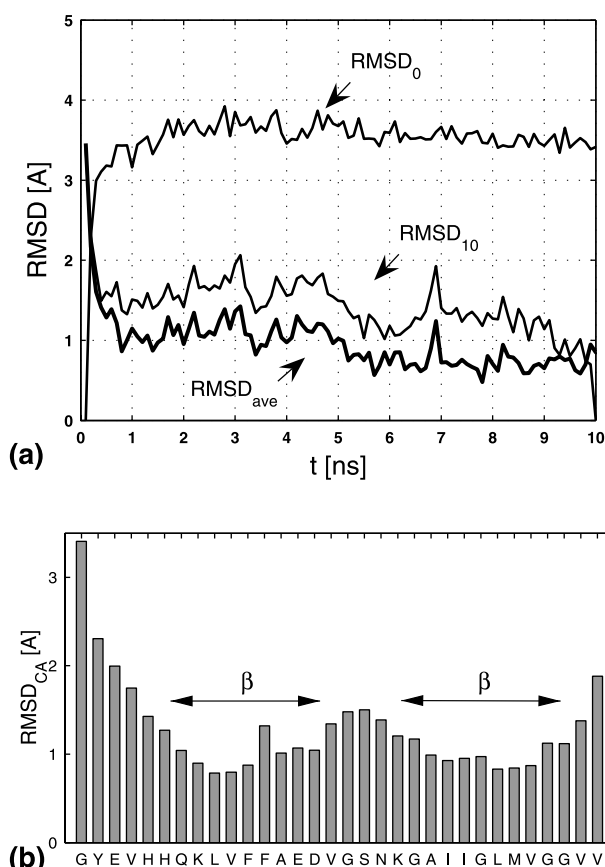 5
4
3
2
1
0
RMSD [A]
RMSD₀
RMSD₁₀
RMSDₐᵥₑ
0 1 2 3 4 5 6 7 8 9 10
t [ns]
(a)
3
2
1
0
RMSD_CA [A]
β β
G Y E V H H Q K L V F F A E D V G S N K G A I I G L M V G G V V
(b)